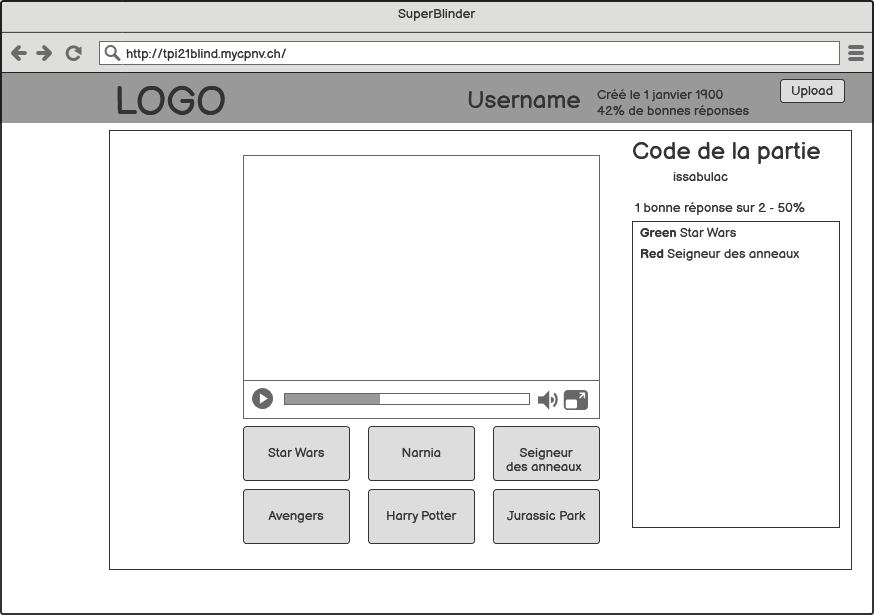 SuperBlinder
http://tpi21blind.mycpnv.ch/
LOGO
Username
Créé le 1 janvier 1900
42% de bonnes réponses
Upload
Code de la partie
issabulac
1 bonne réponse sur 2 - 50%
Green Star Wars
Red Seigneur des anneaux
Star Wars
Narnia
Seigneur
des anneaux
Avengers
Harry Potter
Jurassic Park